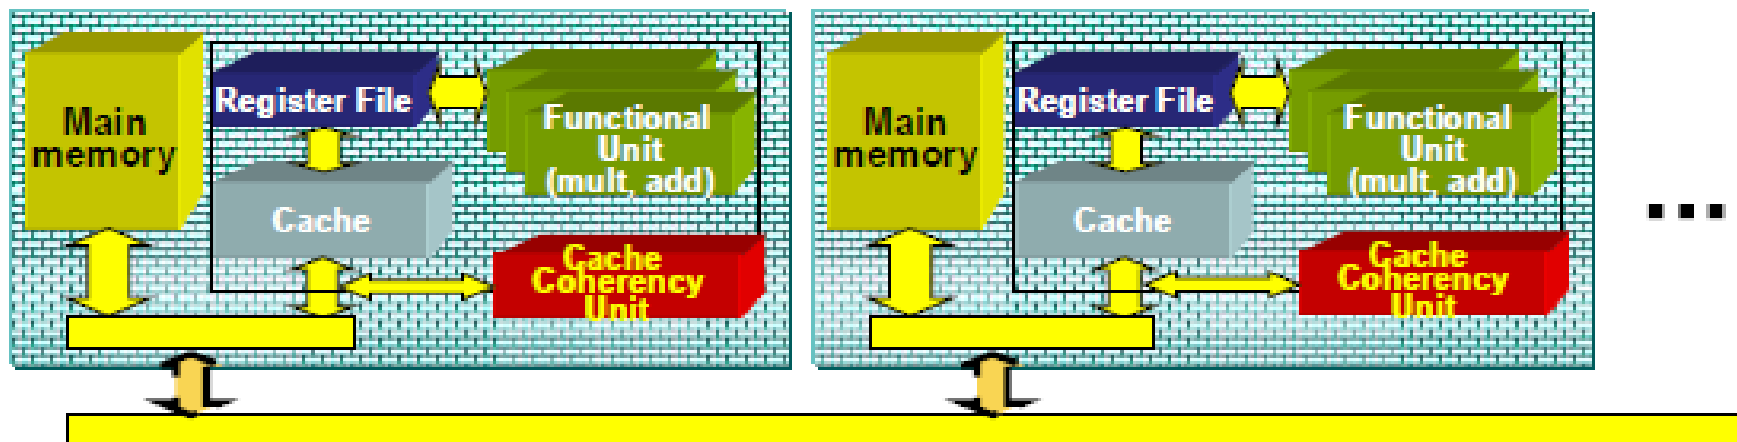 Main
memory
Register File
Functional
Unit
(mult, add)
Cache
Cache
Coherency
Unit
Main
memory
Register File
Functional
Unit
(mult, add)
Cache
Cache
Coherency
Unit
...